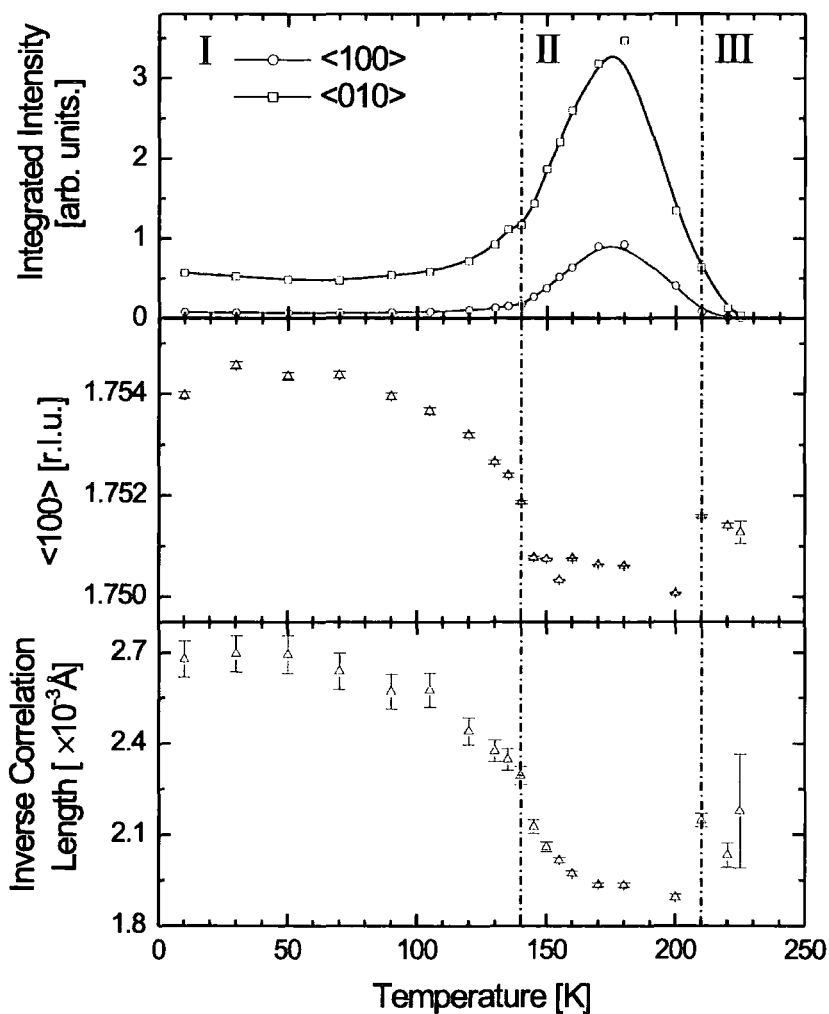 I
II
III
<100>
<010>
Integrated Intensity
[arb. units.]
3
2
1
0
<100> [r.l.u.]
1.754
1.752
1.750
Inverse Correlation
Length [ ×10⁻³Å]
2.7
2.4
2.1
1.8
0 50 100 150 200 250
Temperature [K]